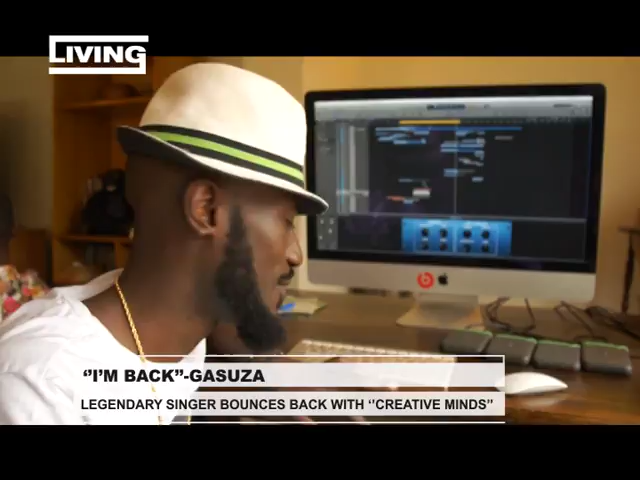 LIVING
‘’I’M BACK’’-GASUZA
LEGENDARY SINGER BOUNCES BACK WITH ‘’CREATIVE MINDS’’